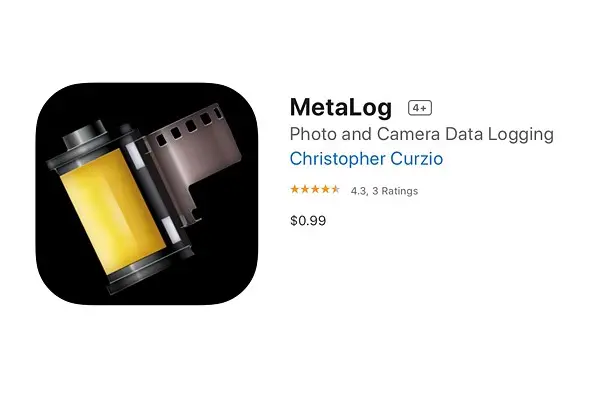 MetaLog 4+
Photo and Camera Data Logging
Christopher Curzio
4.3, 3 Ratings
$0.99